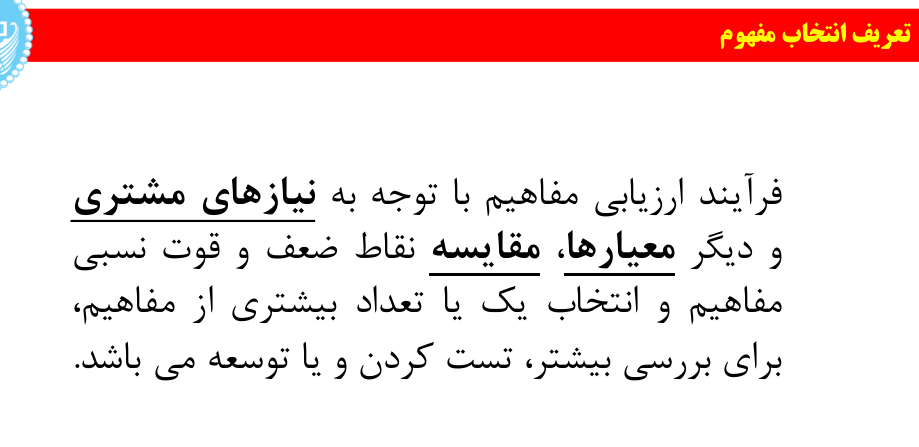 تعریف انتخاب مفهوم
فرآیند ارزیابی مفاهیم با توجه به نیازهای مشتری
و دیگر معیارها، مقایسه نقاط ضعف و قوت نسبی
مفاهیم و انتخاب یک یا تعداد بیشتری از مفاهیم،
برای بررسی بیشتر، تست کردن و یا توسعه می باشد.